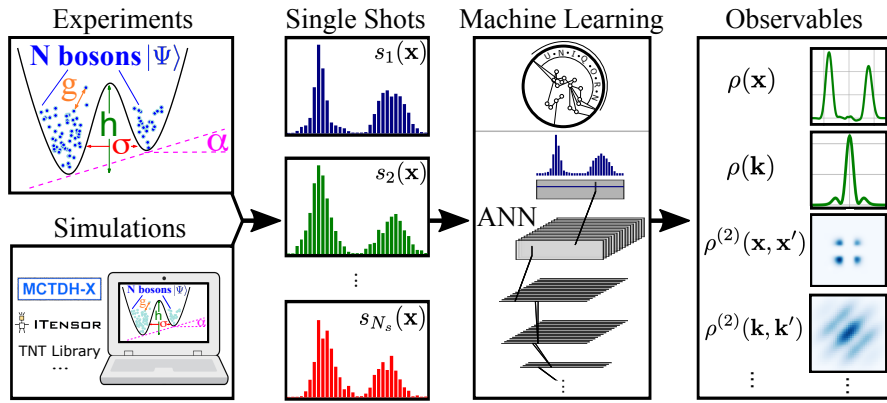 Experiments
N bosons |Ψ⟩
g
h
σ
α
Simulations
MCTDH-X
ITENSOR
TNT Library
...
N bosons |Ψ⟩
g
h
σ
α
Single Shots
s₁(x)
s₂(x)
⋮
s_{N_s}(x)
Machine Learning
U·N·I·Q·O·R·N
ANN
⋮
Observables
ρ(x)
ρ(k)
ρ⁽²⁾(x, x′)
ρ⁽²⁾(k, k′)
⋮ ⋮